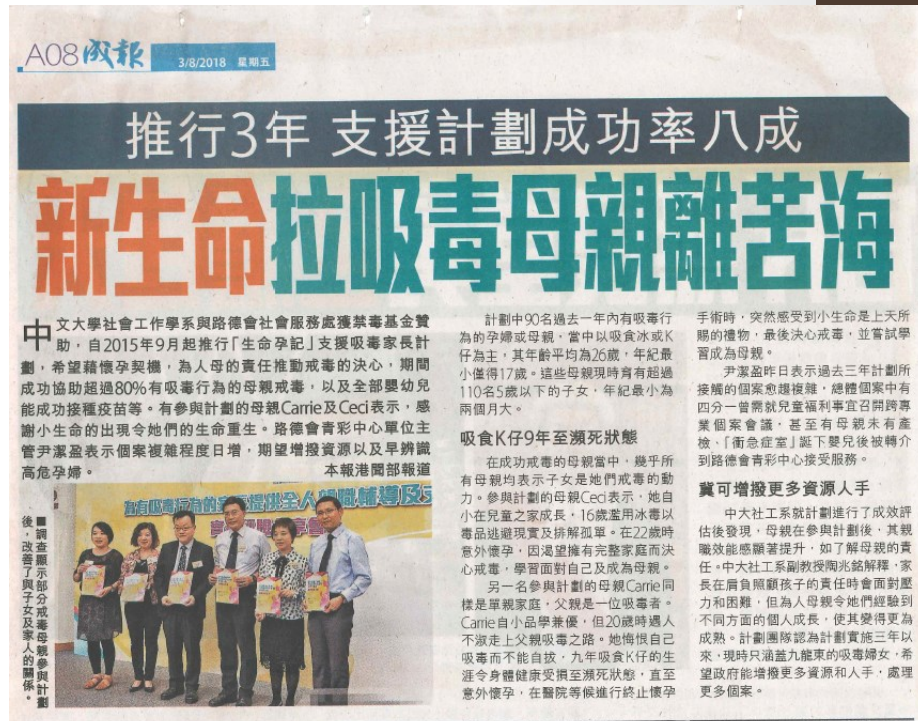 A08 成報 3/8/2018 星期五
推行3年 支援計劃成功率八成
新生命拉吸毒母親離苦海
中文大學社會工作學系與路德會社會服務處獲禁毒基金贊
助，自2015年9月起推行「生命孕記」支援吸毒家長計
劃，希望藉懷孕契機，為人母的責任推動戒毒的決心，期間
成功協助超過80%有吸毒行為的母親戒毒，以及全部嬰幼兒
能成功接種疫苗等。有參與計劃的母親Carrie及Ceci表示，感
謝小生命的出現令她們的生命重生。路德會青彩中心單位主
管尹潔盈表示個案複雜程度日增，期望增撥資源以及早辨識
高危孕婦。 本報港聞部報道
為有吸毒行為的 提供全人 職輔導及支
■調查顯示部分戒毒母親參與計劃
後，改善了與子女及家人的關係。
計劃中90名過去一年內有吸毒行
為的孕婦或母親，當中以吸食冰或K
仔為主，其年齡平均為26歲，年紀最
小僅得17歲。這些母親現時育有超過
110名5歲以下的子女，年紀最小為
兩個月大。
吸食K仔9年至瀕死狀態
在成功戒毒的母親當中，幾乎所
有母親均表示子女是她們戒毒的動
力。參與計劃的母親Ceci表示，她自
小在兒童之家成長，16歲濫用冰毒以
毒品逃避現實及排解孤單。在22歲時
意外懷孕，因渴望擁有完整家庭而決
心戒毒，學習面對自己及成為母親。
另一名參與計劃的母親Carrie同
樣是單親家庭，父親是一位吸毒者。
Carrie自小品學兼優，但20歲時遇人
不淑走上父親吸毒之路。她悔恨自己
吸毒而不能自拔，九年吸食K仔的生
涯令身體健康受損至瀕死狀態，直至
意外懷孕，在醫院等候進行終止懷孕
手術時，突然感受到小生命是上天所
賜的禮物，最後決心戒毒，並嘗試學
習成為母親。
尹潔盈昨日表示過去三年計劃所
接觸的個案愈趨複雜，總體個案中有
四分一曾需就兒童福利事宜召開跨專
業個案會議，甚至有母親未有產
檢、「衝急症室」誕下嬰兒後被轉介
到路德會青彩中心接受服務。
冀可增撥更多資源人手
中大社工系就計劃進行了成效評
估後發現，母親在參與計劃後，其親
職效能感顯著提升，如了解母親的責
任。中大社工系副教授陶兆銘解釋，家
長在肩負照顧孩子的責任時會面對壓
力和困難，但為人母親令她們經驗到
不同方面的個人成長，使其變得更為
成熟。計劃團隊認為計劃實施三年以
來，現時只涵蓋九龍東的吸毒婦女，希
望政府能增撥更多資源和人手，處理
更多個案。